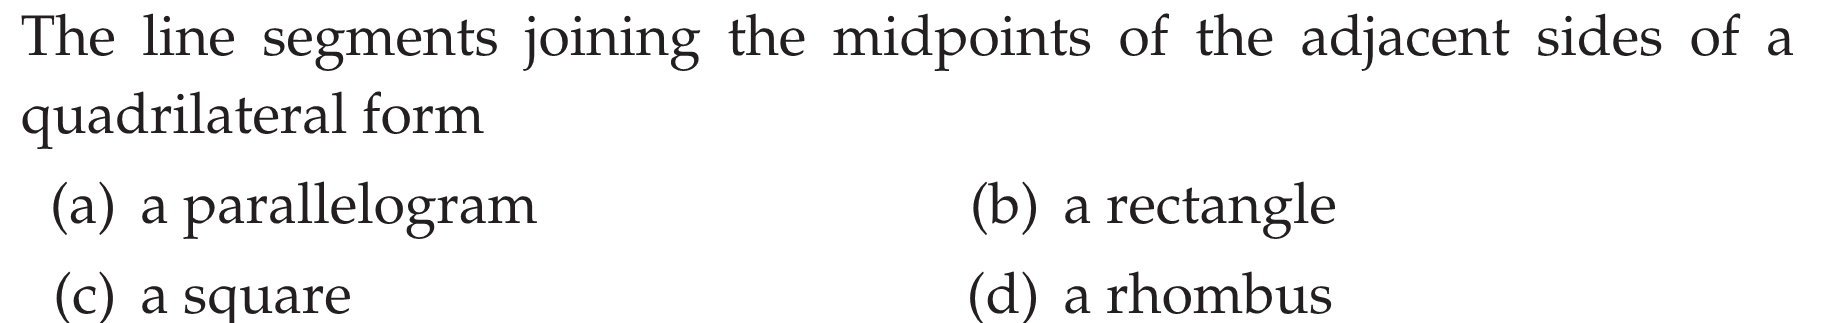 The line segments joining the midpoints of the adjacent sides of a
quadrilateral form
(a) a parallelogram (b) a rectangle
(c) a square (d) a rhombus